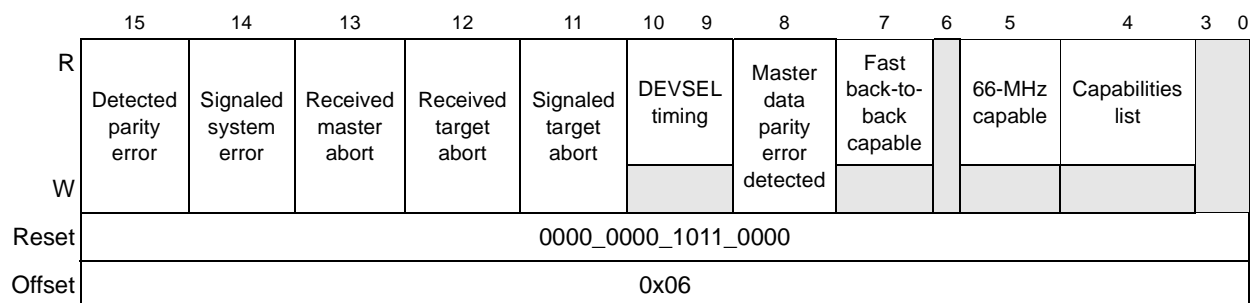 15 14 13 12 11 10 9 8 7 6 5 4 3 0
R
W
Detected
parity
error
Signaled
system
error
Received
master
abort
Received
target
abort
Signaled
target
abort
DEVSEL
timing
Master
data
parity
error
detected
Fast
back-to-
back
capable
66-MHz
capable
Capabilities
list
Reset 0000_0000_1011_0000
Offset 0x06